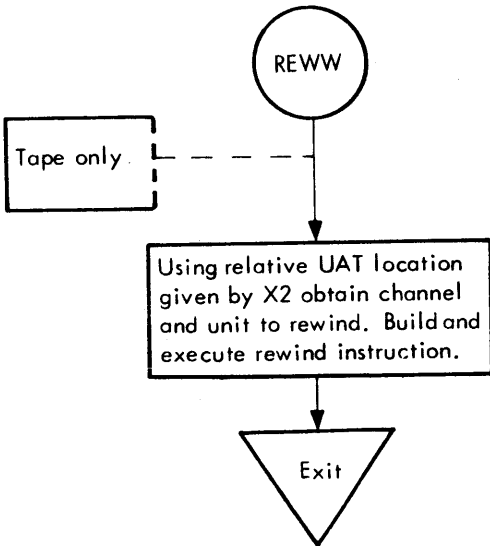 REWW
Tape only
Using relative UAT location
given by X2 obtain channel
and unit to rewind. Build and
execute rewind instruction.
Exit